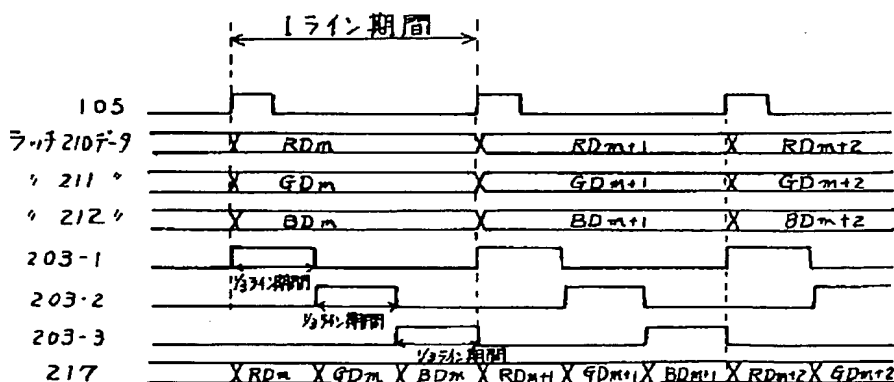 1ライン期間
105
ラッチ210データ RDm RDm+1 RDm+2
〃 211 〃 GDm GDm+1 GDm+2
〃 212 〃 BDm BDm+1 BDm+2
203-1
1/3ライン期間
203-2
1/3ライン期間
203-3
1/3ライン期間
217 RDm GDm BDm RDm+1 GDm+1 BDm+1 RDm+2 GDm+2